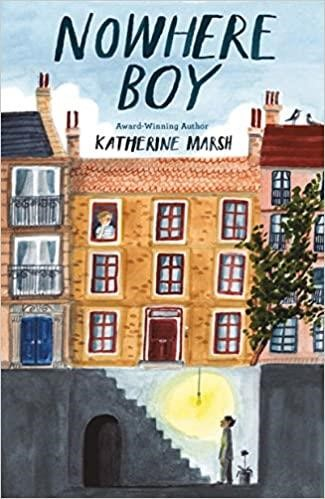 NOWHERE
BOY
Award-Winning Author
KATHERINE MARSH